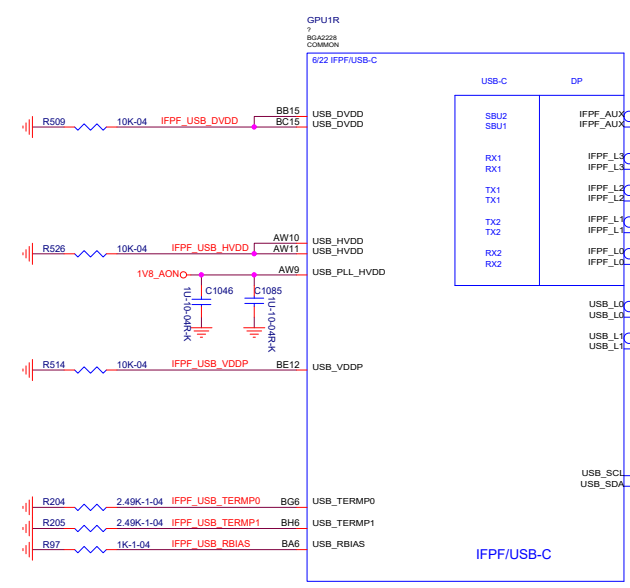 GPU1R
?
BGA2228
COMMON
6/22 IFPF/USB-C
USB-C DP
R509 10K-04 IFPF_USB_DVDD BB15 USB_DVDD
BC15 USB_DVDD
SBU2 IFPF_AUX
SBU1 IFPF_AUX
RX1 IFPF_L3
RX1 IFPF_L3
TX1 IFPF_L2
TX1 IFPF_L2
TX2 IFPF_L1
TX2 IFPF_L1
RX2 IFPF_L0
RX2 IFPF_L0
R526 10K-04 IFPF_USB_HVDD AW10 USB_HVDD
AW11 USB_HVDD
1V8_AON AW9 USB_PLL_HVDD
C1046 1U-10-04R-K
C1085 1U-10-04R-K
USB_L0
USB_L0
USB_L1
USB_L1
R514 10K-04 IFPF_USB_VDDP BE12 USB_VDDP
USB_SCL
USB_SDA
R204 2.49K-1-04 IFPF_USB_TERMP0 BG6 USB_TERMP0
R205 2.49K-1-04 IFPF_USB_TERMP1 BH6 USB_TERMP1
R97 1K-1-04 IFPF_USB_RBIAS BA6 USB_RBIAS
IFPF/USB-C